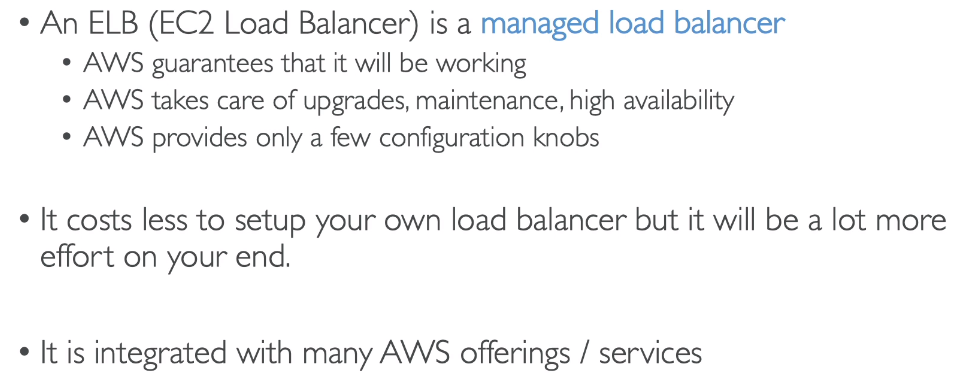 • An ELB (EC2 Load Balancer) is a managed load balancer
• AWS guarantees that it will be working
• AWS takes care of upgrades, maintenance, high availability
• AWS provides only a few configuration knobs
• It costs less to setup your own load balancer but it will be a lot more
effort on your end.
• It is integrated with many AWS offerings / services